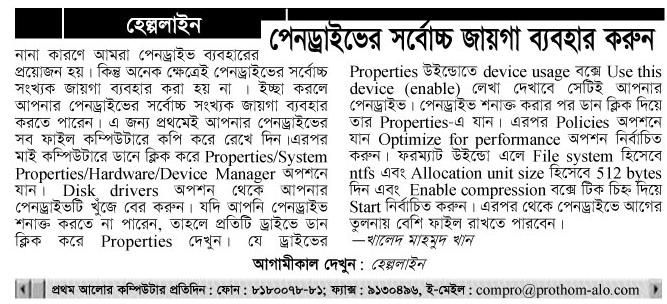 হেল্পলাইন
পেনড্রাইভের সর্বোচ্চ জায়গা ব্যবহার করুন
নানা কারণে আমরা পেনড্রাইভ ব্যবহারের
প্রয়োজন হয়। কিন্তু অনেক ক্ষেত্রেই পেনড্রাইভের সর্বোচ্চ
সংখ্যক জায়গা ব্যবহার করা হয় না । ইচ্ছা করলে
আপনার পেনড্রাইভের সর্বোচ্চ সংখ্যক জায়গা ব্যবহার
করতে পারেন। এ জন্য প্রথমেই আপনার পেনড্রাইভের
সব ফাইল কম্পিউটারে কপি করে রেখে দিন।এরপর
মাই কম্পিউটারে ডানে ক্লিক করে Properties/System
Properties/Hardware/Device Manager অপশনে
যান। Disk drivers অপশন থেকে আপনার
পেনড্রাইভটি খুঁজে বের করুন। যদি আপনি পেনড্রাইভ
শনাক্ত করতে না পারেন, তাহলে প্রতিটি ড্রাইভে ডান
ক্লিক করে Properties দেখুন। যে ড্রাইভের
Properties উইন্ডোতে device usage বক্সে Use this
device (enable) লেখা দেখাবে সেটিই আপনার
পেনড্রাইভ। পেনড্রাইভ শনাক্ত করার পর ডান ক্লিক দিয়ে
তার Properties-এ যান। এরপর Policies অপশনে
যান Optimize for performance অপশন নির্বাচিত
করুন। ফরম্যাট উইন্ডো এলে File system হিসেবে
ntfs এবং Allocation unit size হিসেবে 512 bytes
দিন এবং Enable compression বক্সে টিক চিহ্ন দিয়ে
Start নির্বাচিত করুন। এরপর থেকে পেনড্রাইভে আগের
তুলনায় বেশি ফাইল রাখতে পারবেন।
—খালেদ মাহমুদ খান
আগামীকাল দেখুন : হেল্পলাইন
প্রথম আলোর কম্পিউটার প্রতিদিন : ফোন : ৮১৮০০৭৮-৮১; ফ্যাক্স : ৯১৩০৪৯৬, ই-মেইল : compro@prothom-alo.com